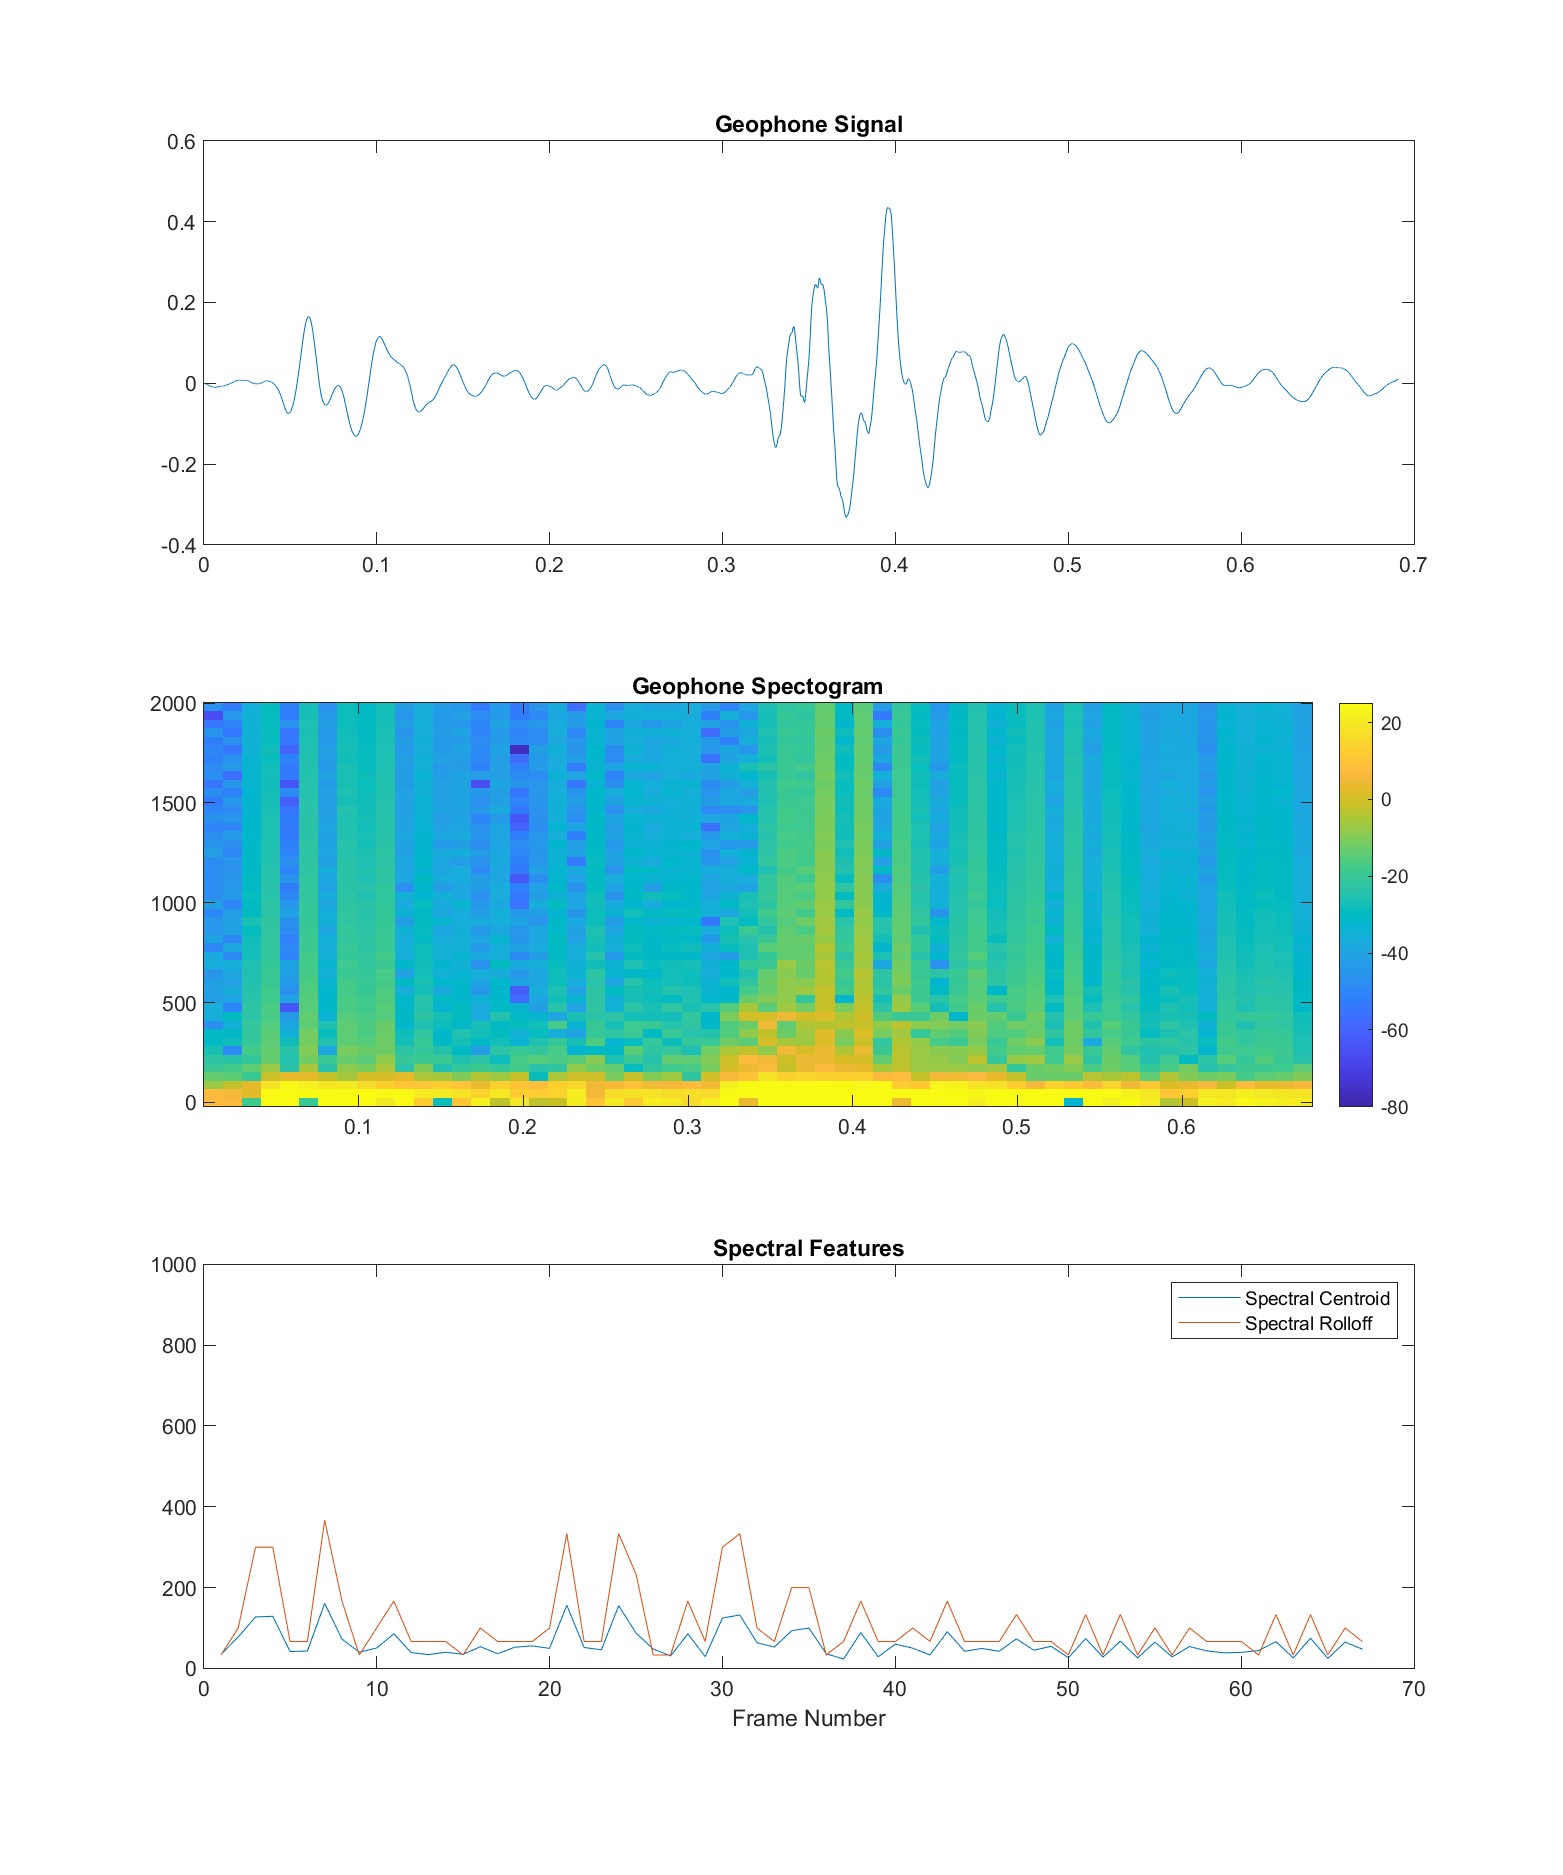 Geophone Signal
0.6
0.4
0.2
0
-0.2
-0.4
0 0.1 0.2 0.3 0.4 0.5 0.6 0.7
Geophone Spectogram
2000
1500
1000
500
0
20
0
-20
-40
-60
-80
0.1 0.2 0.3 0.4 0.5 0.6
Spectral Features
1000
800
600
400
200
0
Spectral Centroid
Spectral Rolloff
0 10 20 30 40 50 60 70
Frame Number